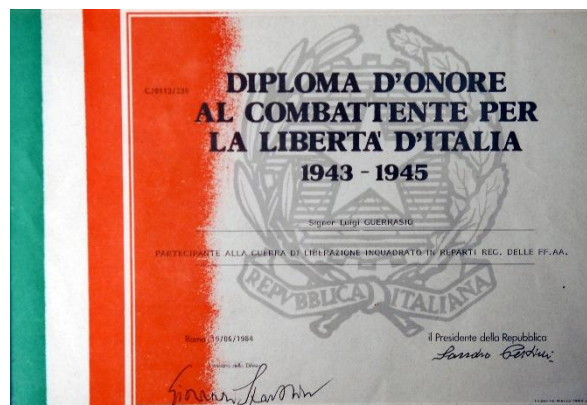 DIPLOMA D'ONORE
AL COMBATTENTE PER
LA LIBERTA' D'ITALIA
1943 - 1945
Signor Luigi GUERRASIO
PARTECIPANTE ALLA GUERRA DI LIBERAZIONE INQUADRATO IN REPARTI REG. DELLE FF.AA.
REPVBBLICA ITALIANA
Roma, 19/06/1984
il Presidente della Repubblica
Sandro Pertini
Giovanni